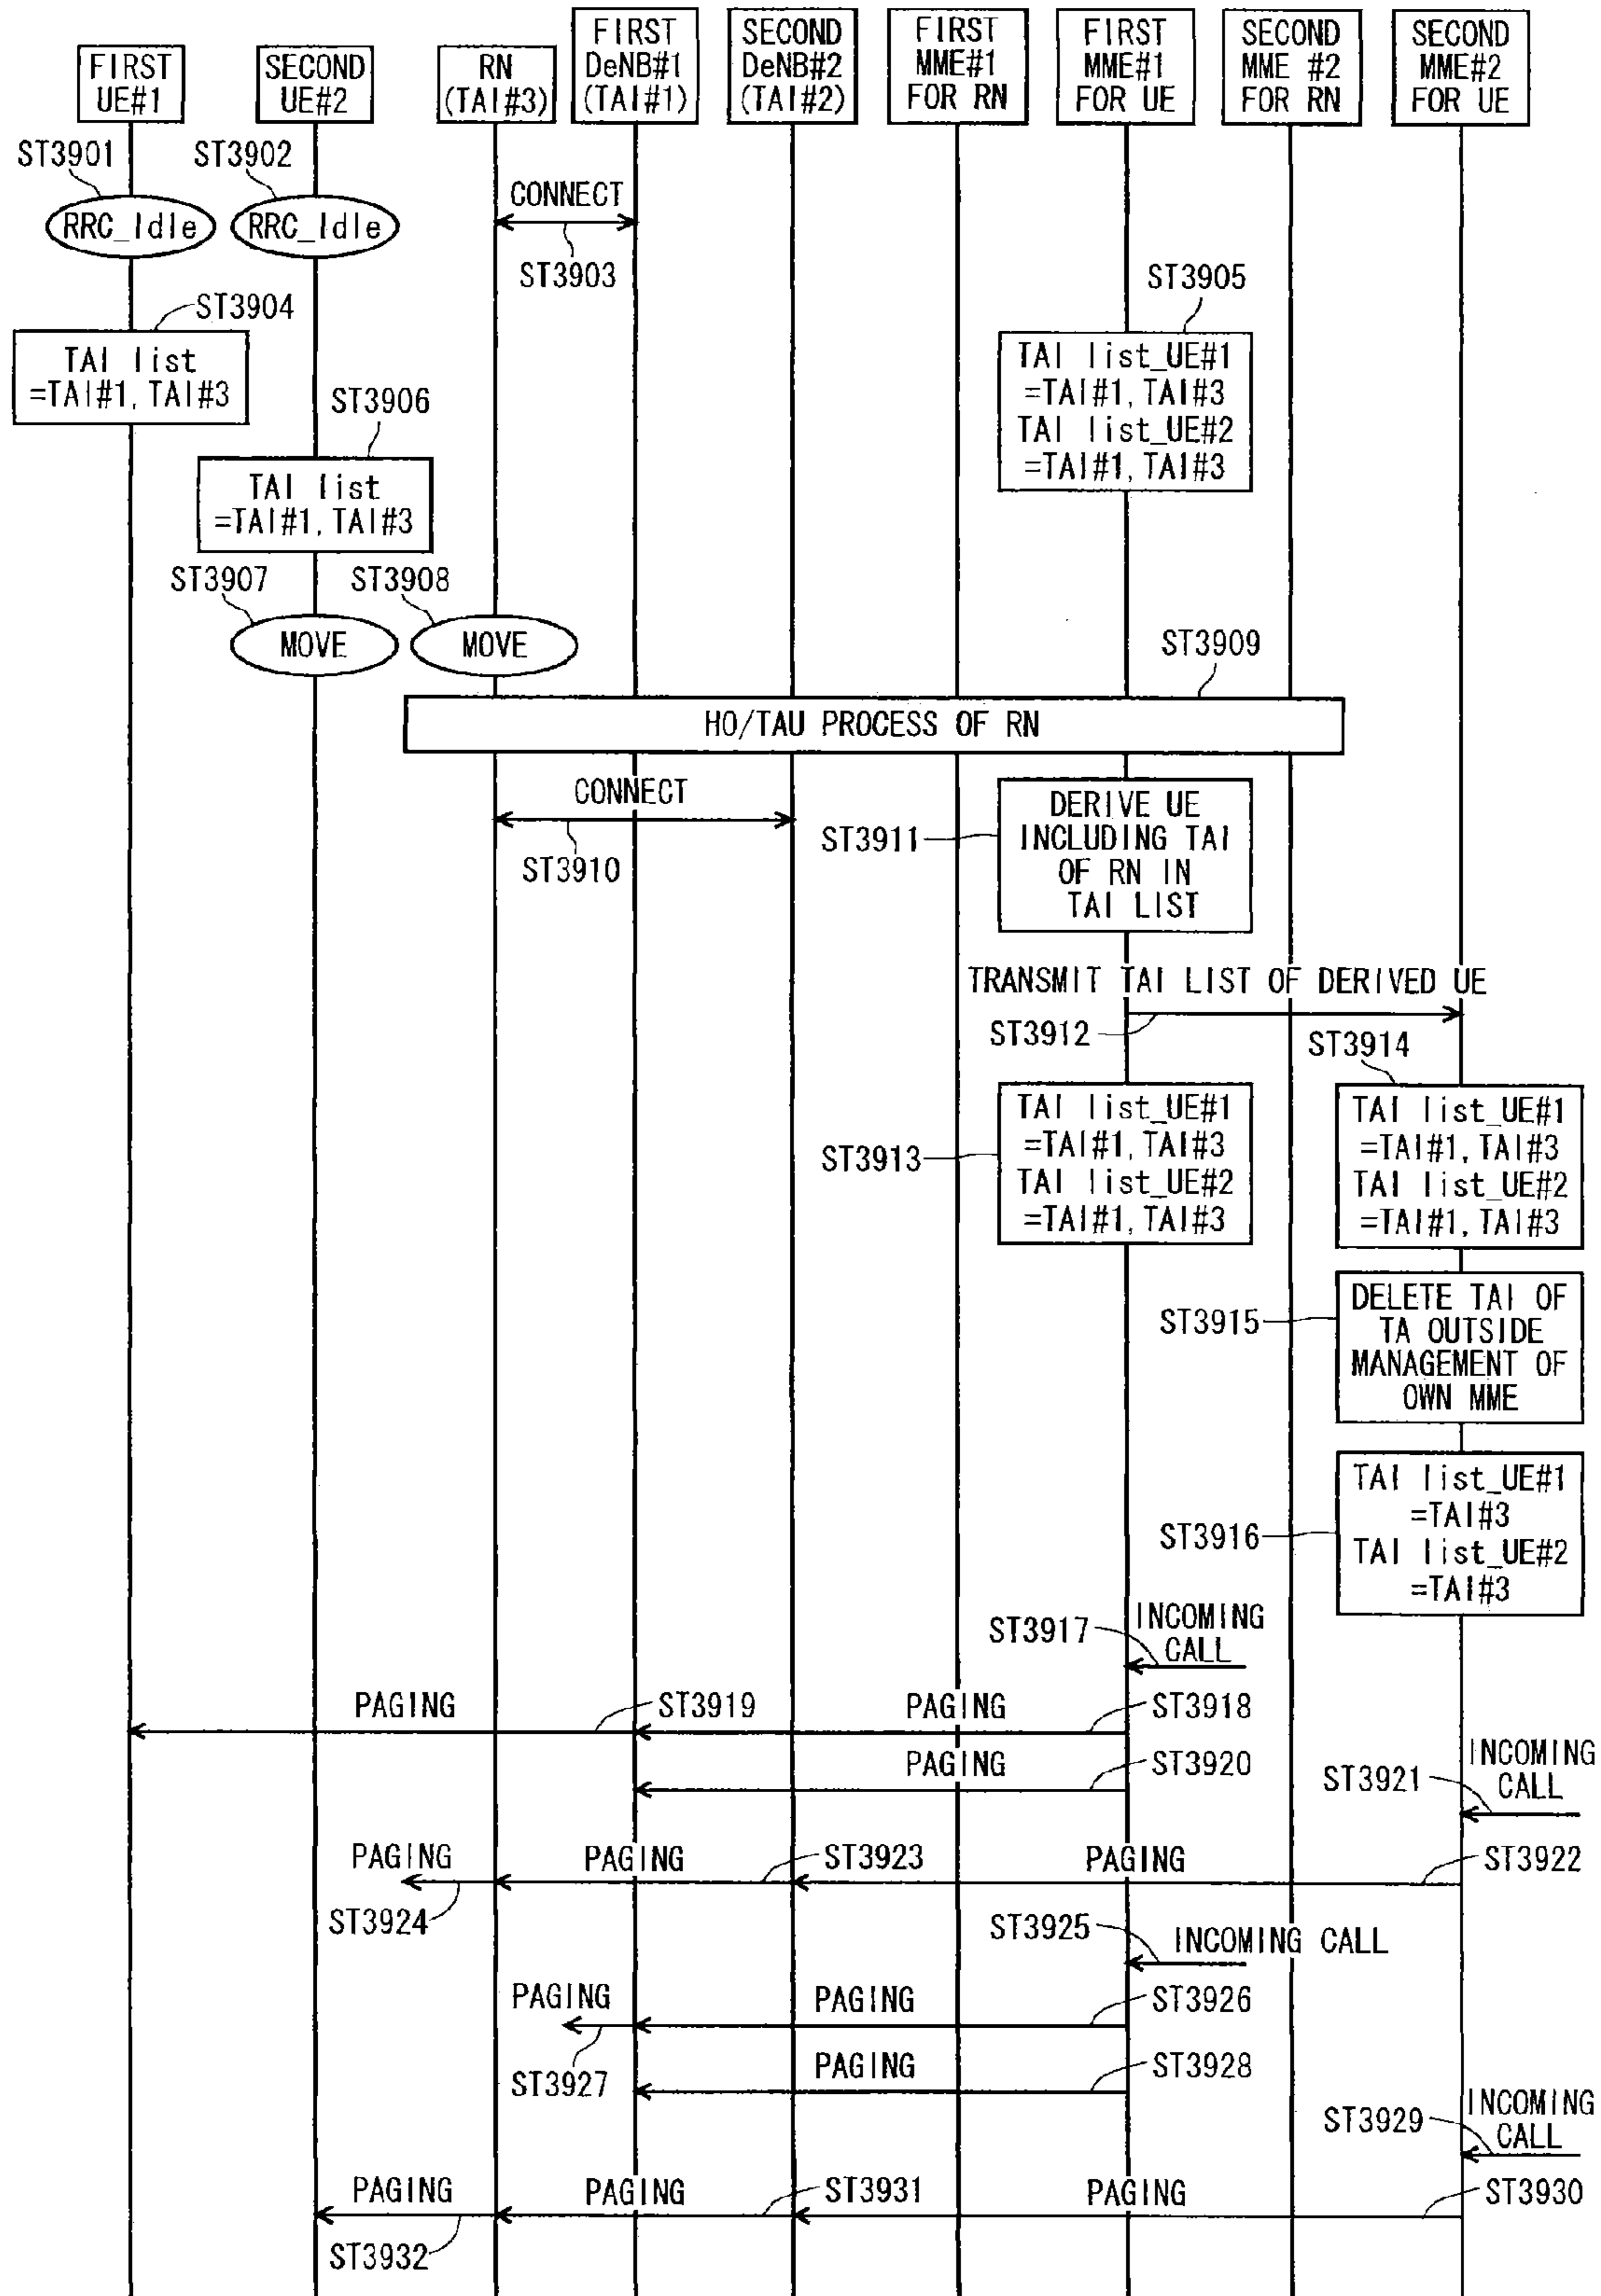 FIRST
UE#1
SECOND
UE#2
RN
(TAI#3)
FIRST
DeNB#1
(TAI#1)
SECOND
DeNB#2
(TAI#2)
FIRST
MME#1
FOR RN
FIRST
MME#1
FOR UE
SECOND
MME #2
FOR RN
SECOND
MME#2
FOR UE
ST3901
RRC_Idle
ST3902
RRC_Idle
CONNECT
ST3903
ST3904
TAI list
=TAI#1, TAI#3
ST3905
TAI list_UE#1
=TAI#1, TAI#3
TAI list_UE#2
=TAI#1, TAI#3
ST3906
TAI list
=TAI#1, TAI#3
ST3907
MOVE
ST3908
MOVE
ST3909
HO/TAU PROCESS OF RN
CONNECT
ST3910
ST3911
DERIVE UE
INCLUDING TAI
OF RN IN
TAI LIST
TRANSMIT TAI LIST OF DERIVED UE
ST3912
ST3913
TAI list_UE#1
=TAI#1, TAI#3
TAI list_UE#2
=TAI#1, TAI#3
ST3914
TAI list_UE#1
=TAI#1, TAI#3
TAI list_UE#2
=TAI#1, TAI#3
ST3915
DELETE TAI OF
TA OUTSIDE
MANAGEMENT OF
OWN MME
ST3916
TAI list_UE#1
=TAI#3
TAI list_UE#2
=TAI#3
ST3917
INCOMING
CALL
PAGING
ST3919
PAGING
ST3918
PAGING
ST3920
ST3921
INCOMING
CALL
PAGING
ST3924
PAGING
ST3923
PAGING
ST3922
ST3925
INCOMING CALL
PAGING
ST3927
PAGING
ST3926
PAGING
ST3928
ST3929
INCOMING
CALL
PAGING
ST3932
PAGING
ST3931
PAGING
ST3930